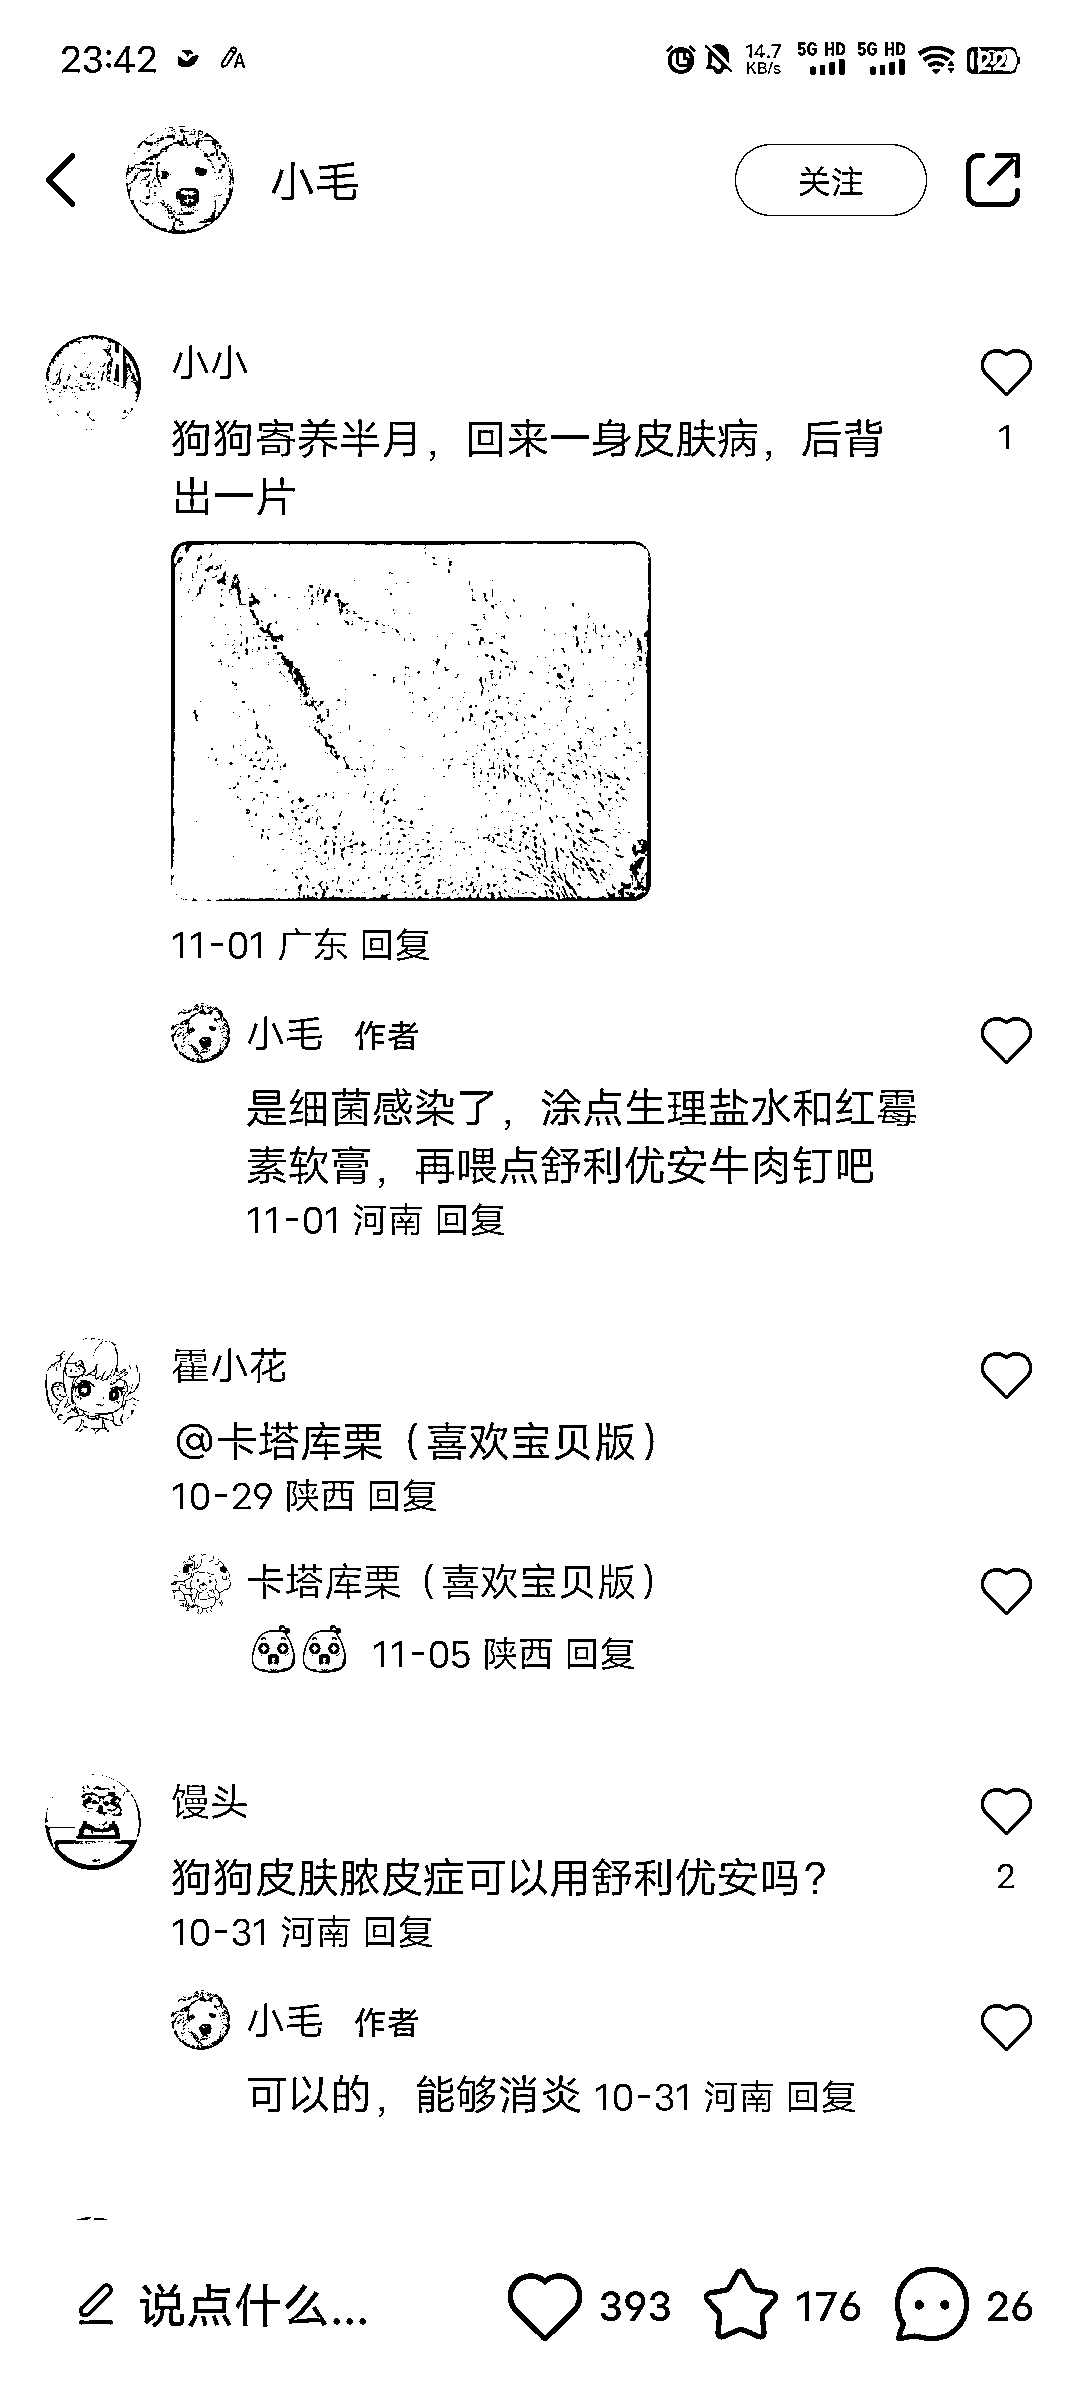 23:42
14.7 KB/s 5G HD 5G HD 22
小毛
关注
小小
狗狗寄养半月，回来一身皮肤病，后背
出一片
1
11-01 广东 回复
小毛 作者
是细菌感染了，涂点生理盐水和红霉
素软膏，再喂点舒利优安牛肉钉吧
11-01 河南 回复
霍小花
@卡塔库栗（喜欢宝贝版）
10-29 陕西 回复
卡塔库栗（喜欢宝贝版）
11-05 陕西 回复
馒头
狗狗皮肤脓皮症可以用舒利优安吗？
2
10-31 河南 回复
小毛 作者
可以的，能够消炎 10-31 河南 回复
说点什么...
393
176
26